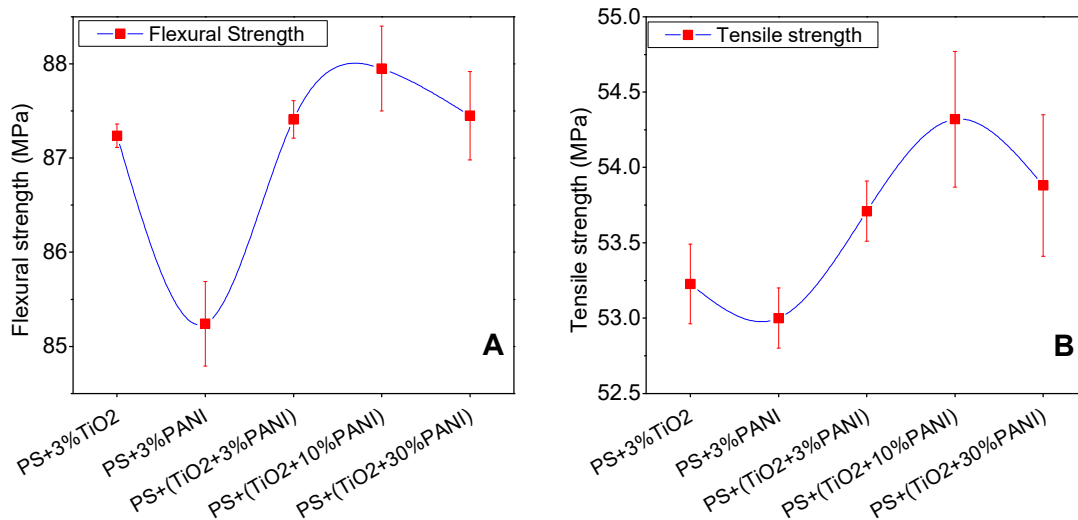 Flexural Strength
Flexural strength (MPa)
88
87
86
85
A
PS+3%TiO2
PS+3%PANI
PS+(TiO2+3%PANI)
PS+(TiO2+10%PANI)
PS+(TiO2+30%PANI)
Tensile strength
Tensile strength (MPa)
55.0
54.5
54.0
53.5
53.0
52.5
B
PS+3%TiO2
PS+3%PANI
PS+(TiO2+3%PANI)
PS+(TiO2+10%PANI)
PS+(TiO2+30%PANI)